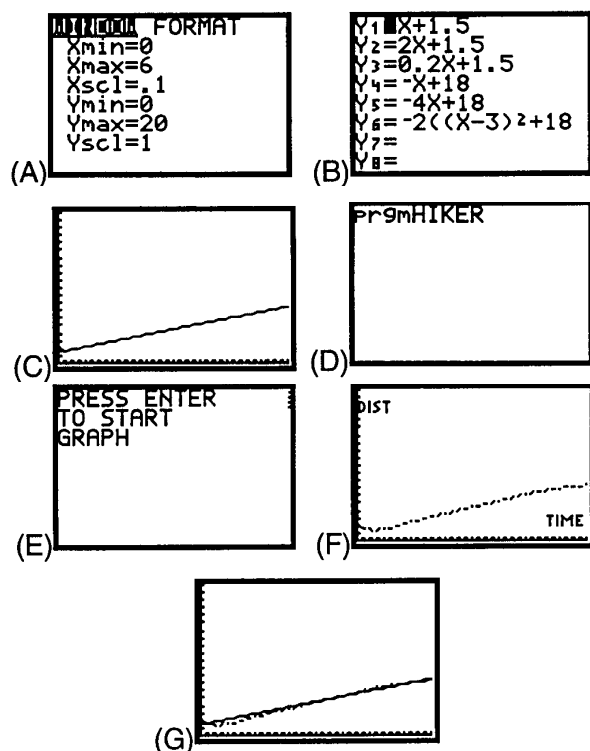 WINDOW FORMAT
Xmin=0
Xmax=6
Xscl=.1
Ymin=0
Ymax=20
Yscl=1
(A)
Y1=X+1.5
Y2=2X+1.5
Y3=0.2X+1.5
Y4=-X+18
Y5=-4X+18
Y6=-2((X-3)²+18
Y7=
Y8=
(B)
(C)
prgmHIKER
(D)
PRESS ENTER
TO START
GRAPH
(E)
DIST
TIME
(F)
(G)